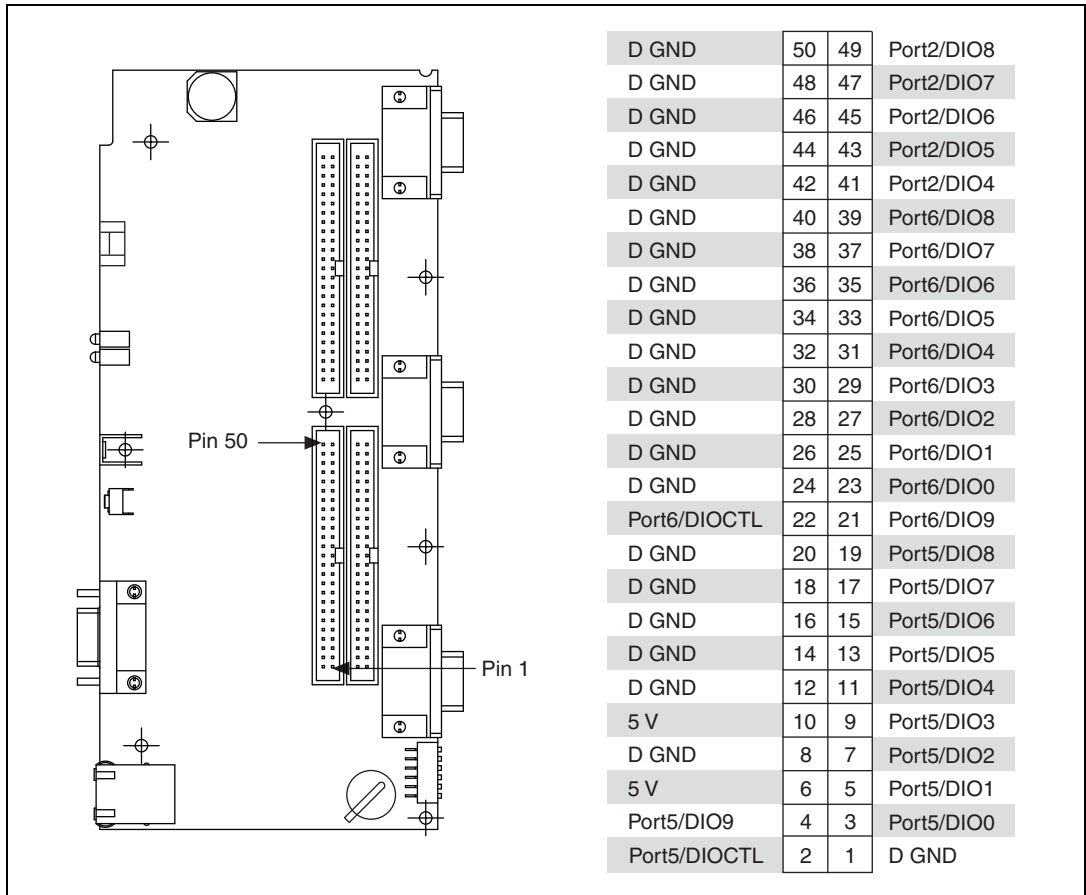 D GND 50 49 Port2/DIO8
D GND 48 47 Port2/DIO7
D GND 46 45 Port2/DIO6
D GND 44 43 Port2/DIO5
D GND 42 41 Port2/DIO4
D GND 40 39 Port6/DIO8
D GND 38 37 Port6/DIO7
D GND 36 35 Port6/DIO6
D GND 34 33 Port6/DIO5
D GND 32 31 Port6/DIO4
D GND 30 29 Port6/DIO3
D GND 28 27 Port6/DIO2
D GND 26 25 Port6/DIO1
D GND 24 23 Port6/DIO0
Port6/DIOCTL 22 21 Port6/DIO9
D GND 20 19 Port5/DIO8
D GND 18 17 Port5/DIO7
D GND 16 15 Port5/DIO6
D GND 14 13 Port5/DIO5
D GND 12 11 Port5/DIO4
5 V 10 9 Port5/DIO3
D GND 8 7 Port5/DIO2
5 V 6 5 Port5/DIO1
Port5/DIO9 4 3 Port5/DIO0
Port5/DIOCTL 2 1 D GND
Pin 50
Pin 1